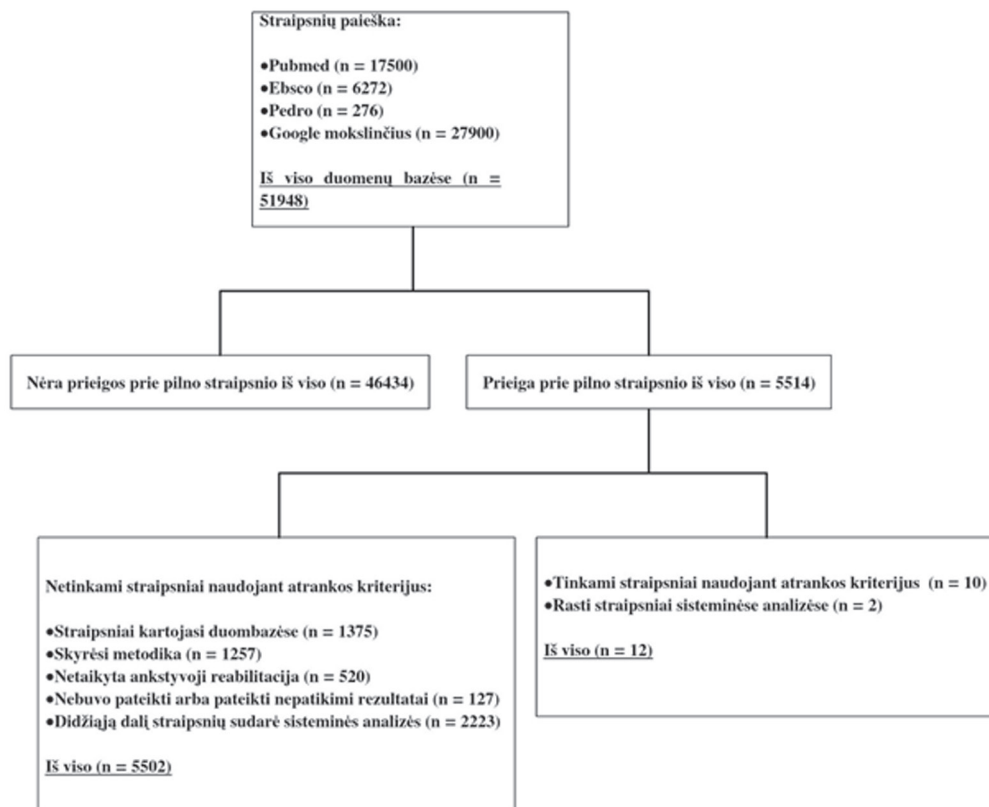 Straipsnių paieška:
●Pubmed (n = 17500)
●Ebsco (n = 6272)
●Pedro (n = 276)
●Google mokslinčius (n = 27900)
Iš viso duomenų bazėse (n =
51948)
Nėra prieigos prie pilno straipsnio iš viso (n = 46434)
Prieiga prie pilno straipsnio iš viso (n = 5514)
Netinkami straipsniai naudojant atrankos kriterijus:
●Straipsniai kartojasi duombazėse (n = 1375)
●Skyrėsi metodika (n = 1257)
●Netaikyta ankstyvoji reabilitacija (n = 520)
●Nebuvo pateikti arba pateikti nepatikimi rezultatai (n = 127)
●Didžiąją dalį straipsnių sudarė sisteminės analizės (n = 2223)
Iš viso (n = 5502)
●Tinkami straipsniai naudojant atrankos kriterijus (n = 10)
●Rasti straipsniai sisteminėse analizėse (n = 2)
Iš viso (n = 12)